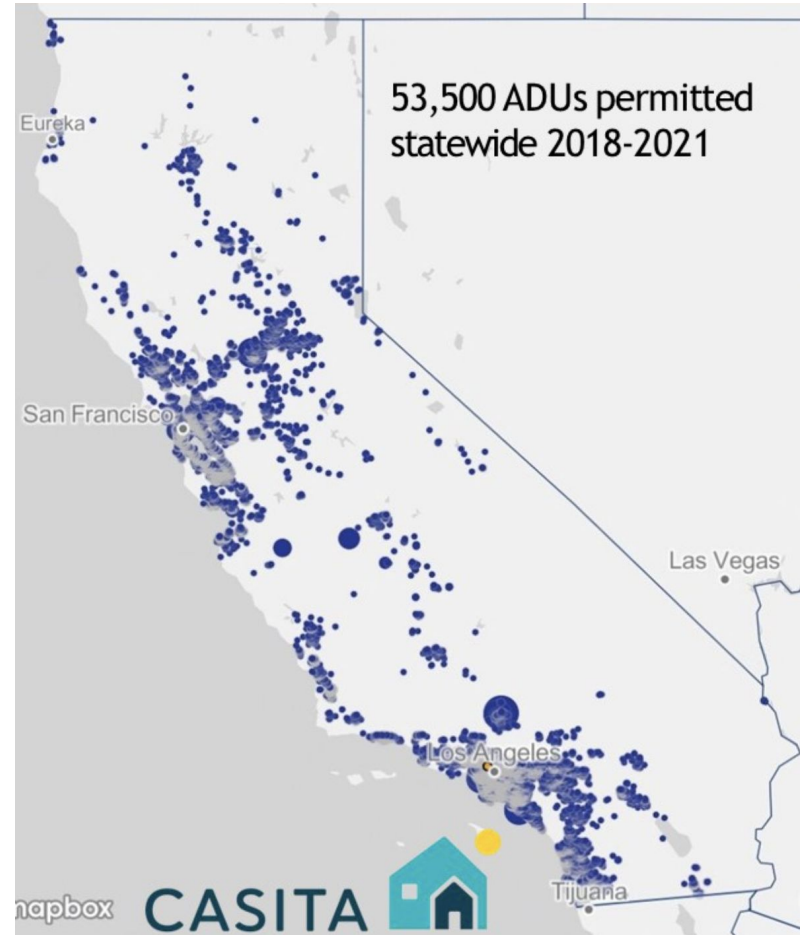 53,500 ADUs permitted
statewide 2018-2021
Eureka
San Francisco
Las Vegas
Los Angeles
Tijuana
mapbox
CASITA